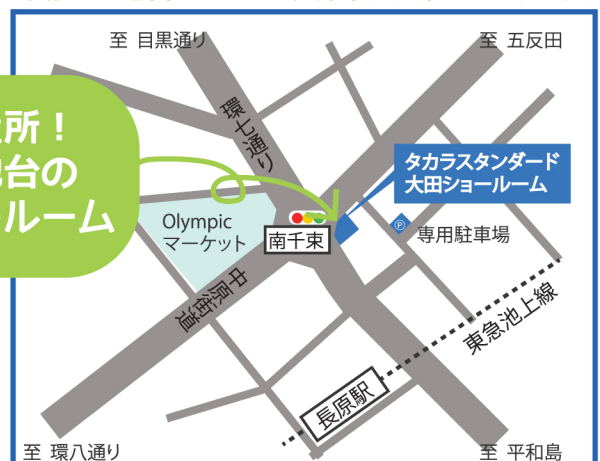 至 目黒通り
至 五反田
環七通り
所！
台の
ルーム
タカラスタンダード
大田ショールーム
Olympic
マーケット
南千束
P
専用駐車場
中原街道
東急池上線
長原駅
至 環八通り
至 平和島